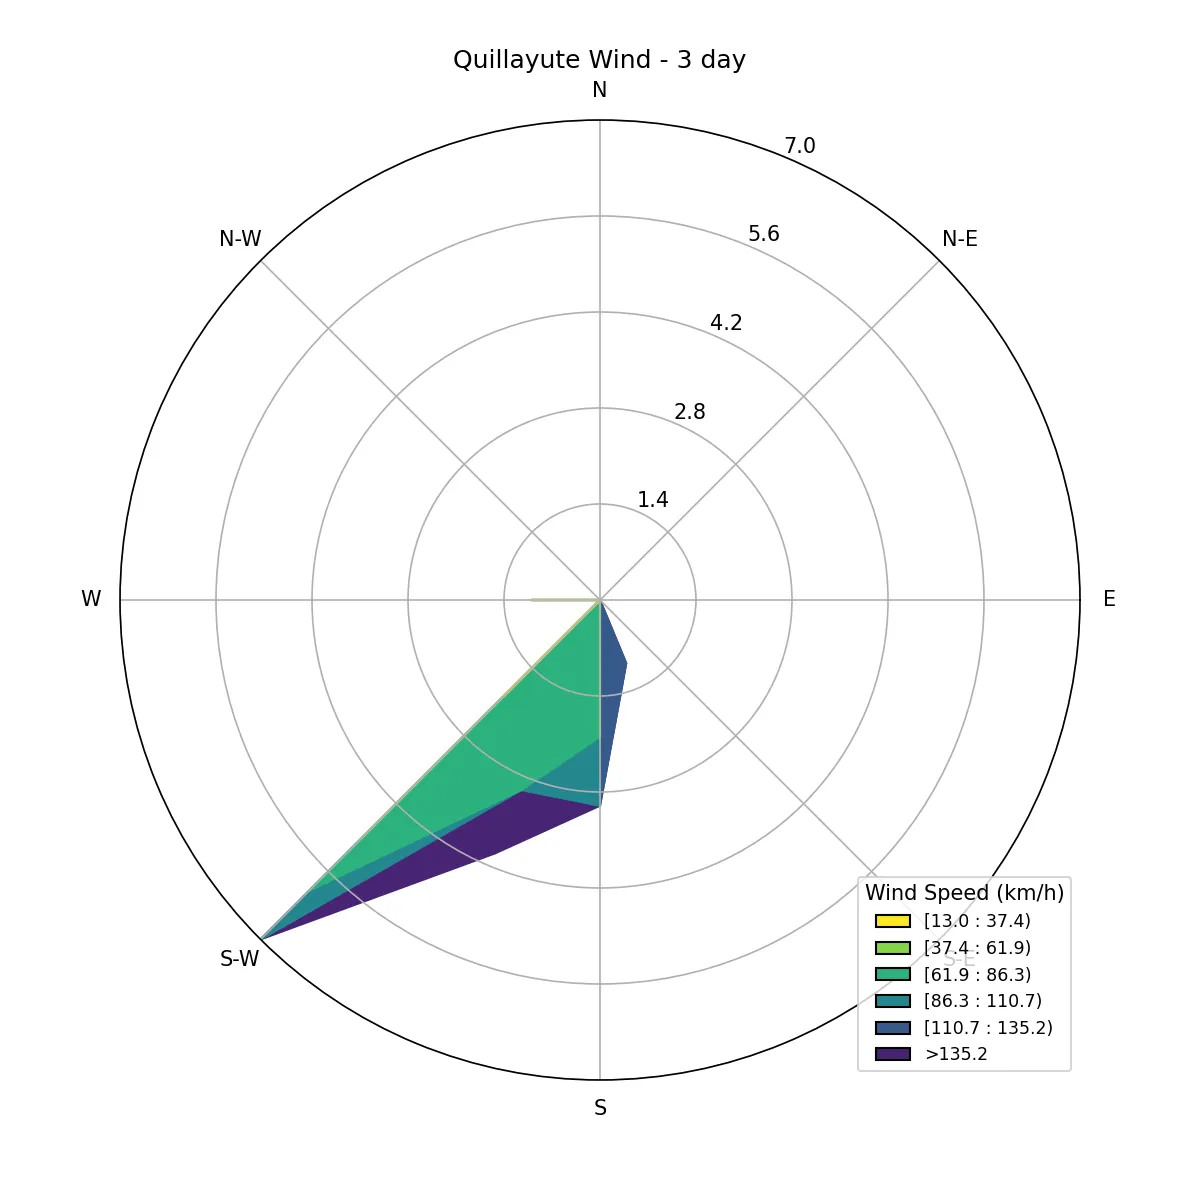 Quillayute Wind - 3 day
N
7.0
N-W
N-E
5.6
4.2
2.8
1.4
W
E
Wind Speed (km/h)
[13.0 : 37.4)
[37.4 : 61.9)
S-W
S-E
[61.9 : 86.3)
[86.3 : 110.7)
[110.7 : 135.2)
>135.2
S